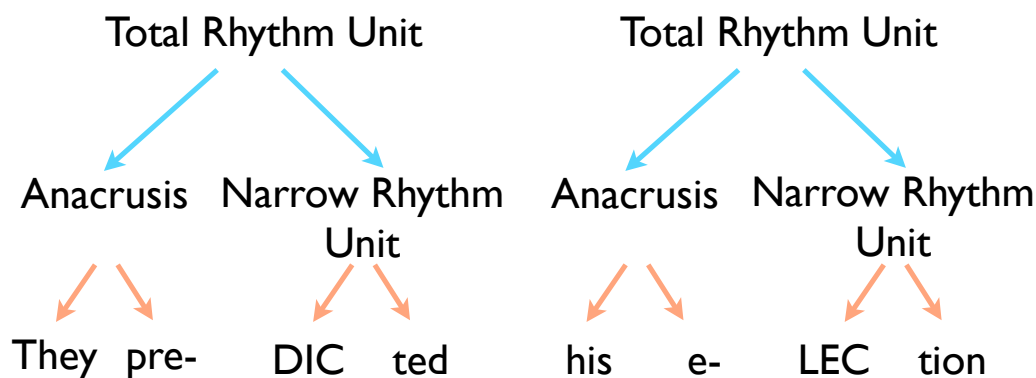 Total Rhythm Unit Total Rhythm Unit
Anacrusis Narrow Rhythm Unit Anacrusis Narrow Rhythm Unit
They pre- DIC ted his e- LEC tion